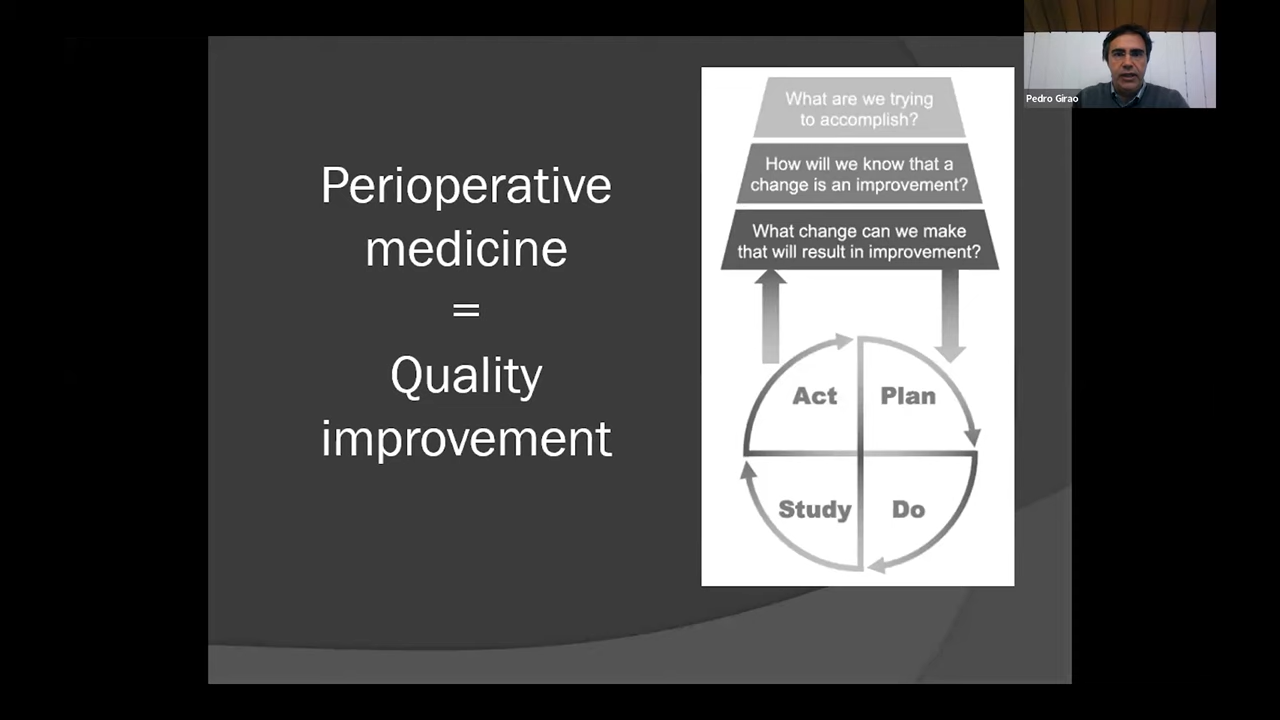 Perioperative
medicine
=
Quality
improvement
What are we trying
to accomplish?
How will we know that a
change is an improvement?
What change can we make
that will result in improvement?
Act
Plan
Study
Do
Pedro Girao